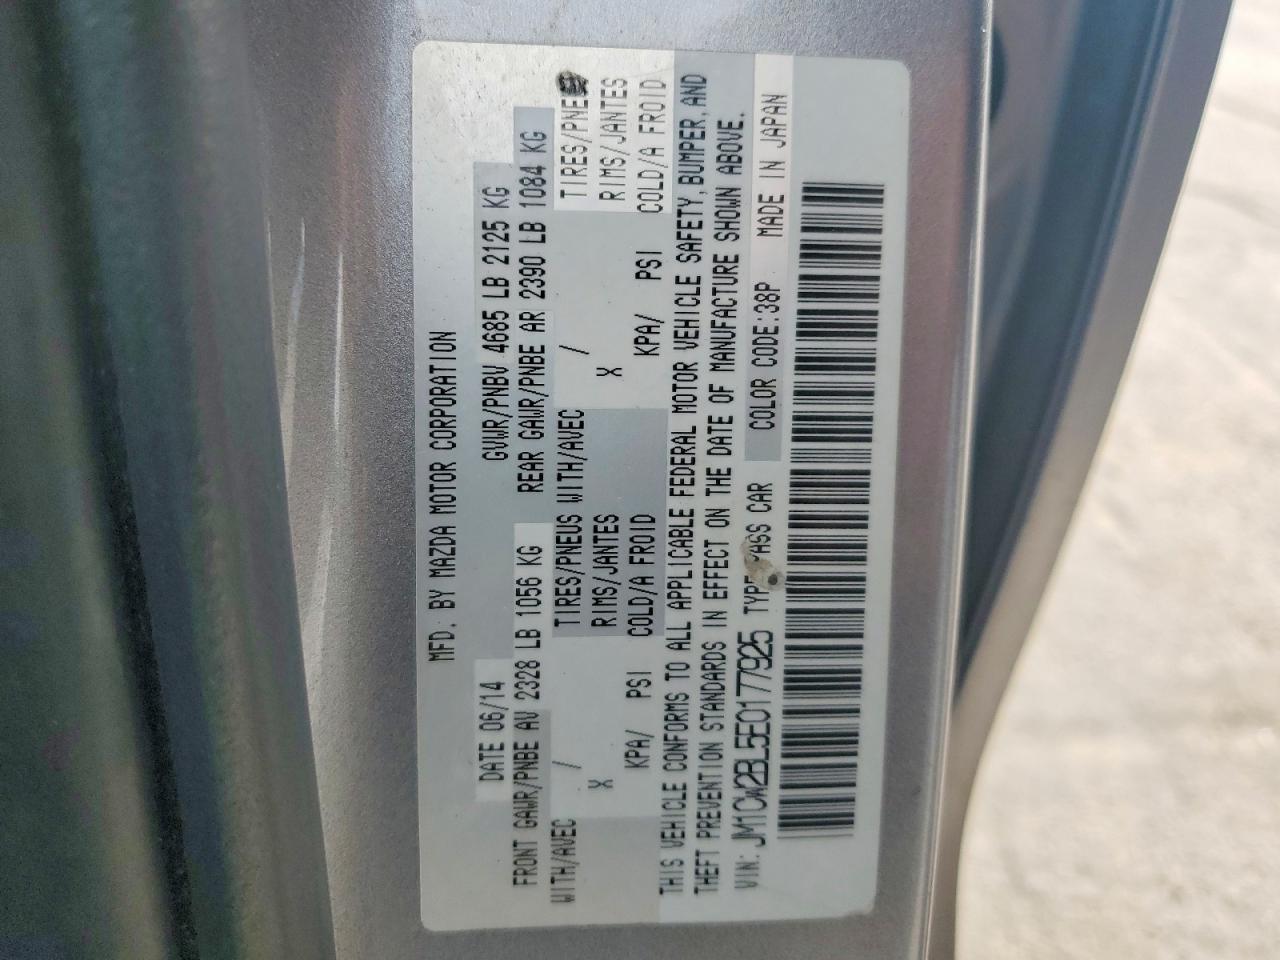 MFD. BY MAZDA MOTOR CORPORATION
DATE 06/14 GVWR/PNBV 4685 LB 2125 KG
FRONT GAWR/PNBE AV 2328 LB 1056 KG REAR GAWR/PNBE AR 2390 LB 1084 KG
WITH/AVEC / TIRES/PNEUS WITH/AVEC / TIRES/
X RIMS/JANTES X RIMS/JANTES
KPA/ PSI COLD/A FROID KPA/ PSI COLD/A FROID
THIS VEHICLE CONFORMS TO ALL APPLICABLE FEDERAL MOTOR VEHICLE SAFETY, BUMPER, AND
THEFT PREVENTION STANDARDS IN EFFECT ON THE DATE OF MANUFACTURE SHOWN ABOVE.
VIN: JM1CW2BL5E0177925 TYPE PASS CAR COLOR CODE:38P MADE IN JAPAN